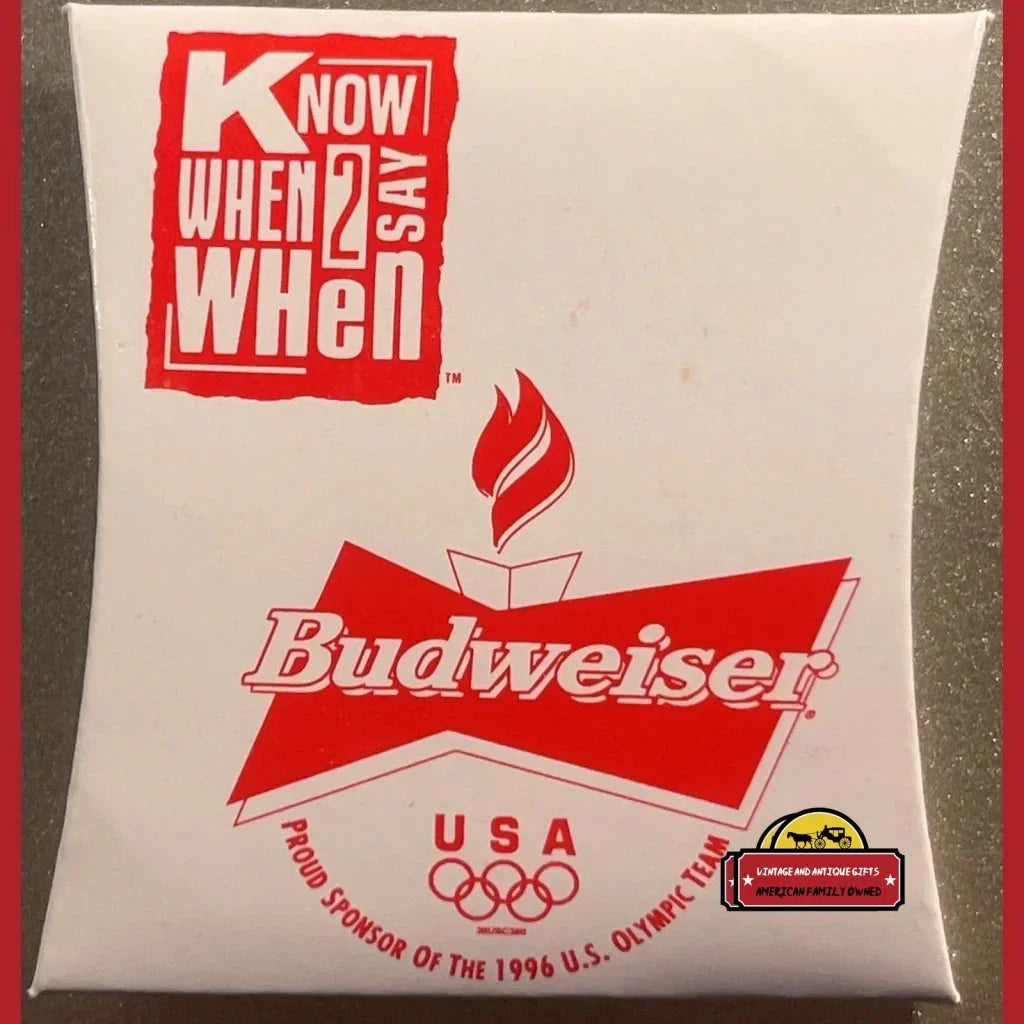 KNOW
WHEN 2 SAY
WHeN
TM
Budweiser®
USA
PROUD SPONSOR OF THE 1996 U.S. OLYMPIC TEAM
VINTAGE AND ANTIQUE GIFTS
AMERICAN FAMILY OWNED